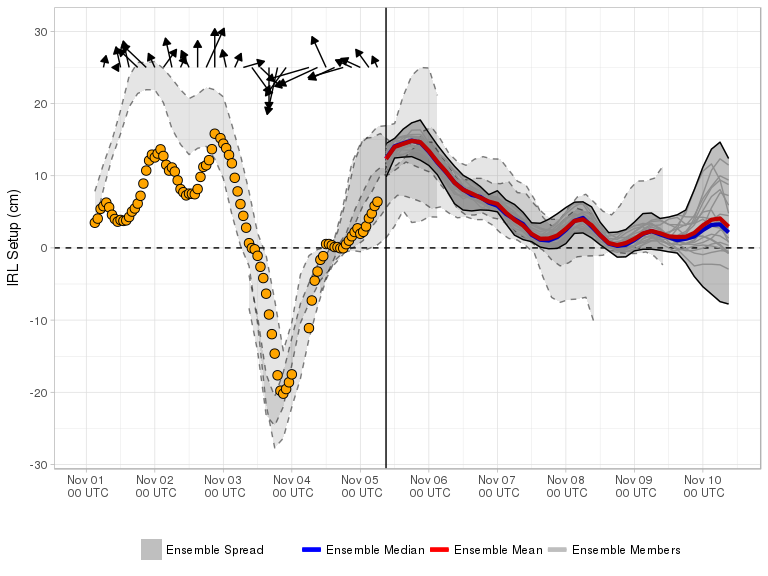 IRL Setup (cm)
30
20
10
0
-10
-20
-30
Nov 01 Nov 02 Nov 03 Nov 04 Nov 05 Nov 06 Nov 07 Nov 08 Nov 09 Nov 10
00 UTC 00 UTC 00 UTC 00 UTC 00 UTC 00 UTC 00 UTC 00 UTC 00 UTC 00 UTC
Ensemble Spread Ensemble Median Ensemble Mean Ensemble Members